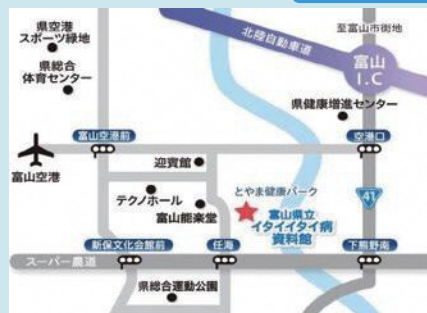 県空港
スポーツ緑地
県総合
体育センター
北陸自動車道
至富山市街地
富山
I.C
県健康増進センター
富山空港前
空港口
富山空港
迎賓館
テクノホール
富山能楽堂
とやま健康パーク
富山県立
イタイイタイ病
資料館
41
新保文化会館前
任海
下熊野南
スーパー農道
県総合運動公園